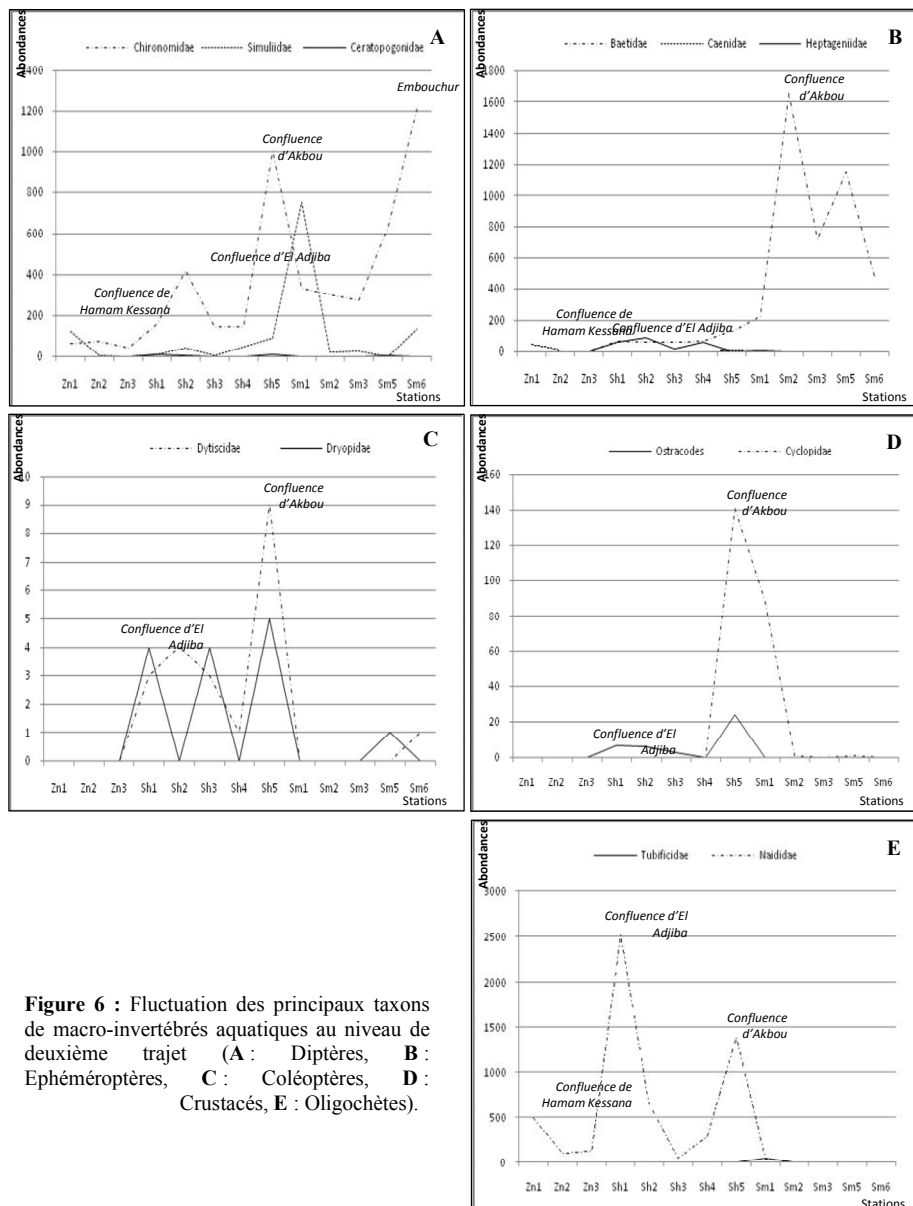 Abondances
Chironomidae Simuliidae Ceratopogonidae
A
1400
1200
1000
800
600
400
200
0
Embouchur
Confluence
d'Akbou
Confluence d'El Adjiba
Confluence de
Hamam Kessana
Zn1 Zn2 Zn3 Sh1 Sh2 Sh3 Sh4 Sh5 Sm1 Sm2 Sm3 Sm5 Sm6
Stations
Abondances
Baetidae Caenidae Heptageniidae
B
1800
1600
1400
1200
1000
800
600
400
200
0
Confluence
d'Akbou
Confluence de
Hamam Kessana
Confluence d'El Adjiba
Zn1 Zn2 Zn3 Sh1 Sh2 Sh3 Sh4 Sh5 Sm1 Sm2 Sm3 Sm5 Sm6
Stations
Abondances
Dytiscidae Dryopidae
C
10
9
8
7
6
5
4
3
2
1
0
Confluence
d'Akbou
Confluence d'El
Adjiba
Zn1 Zn2 Zn3 Sh1 Sh2 Sh3 Sh4 Sh5 Sm1 Sm2 Sm3 Sm5 Sm6
Stations
Abondances
Ostracodes Cyclopidae
D
160
140
120
100
80
60
40
20
0
Confluence
d'Akbou
Confluence d'El
Adjiba
Zn1 Zn2 Zn3 Sh1 Sh2 Sh3 Sh4 Sh5 Sm1 Sm2 Sm3 Sm5 Sm6
Stations
Abondances
Tubificidae Naididae
E
3000
2500
2000
1500
1000
500
0
Confluence d'El
Adjiba
Confluence
d'Akbou
Confluence de
Hamam Kessana
Zn1 Zn2 Zn3 Sh1 Sh2 Sh3 Sh4 Sh5 Sm1 Sm2 Sm3 Sm5 Sm6
Stations
Figure 6 : Fluctuation des principaux taxons
de macro-invertébrés aquatiques au niveau de
deuxième trajet (A : Diptères, B :
Ephéméroptères, C : Coléoptères, D :
Crustacés, E : Oligochètes).